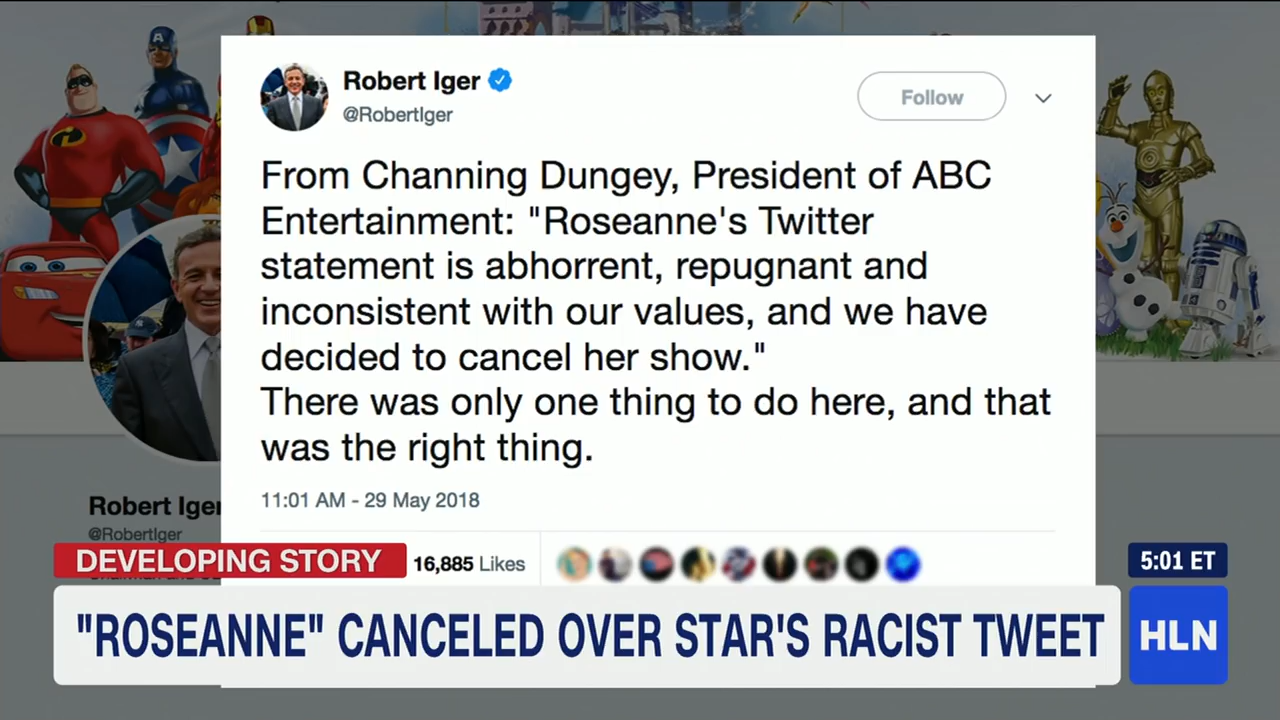 Robert Iger
@RobertIger
Follow
From Channing Dungey, President of ABC
Entertainment: "Roseanne's Twitter
statement is abhorrent, repugnant and
inconsistent with our values, and we have
decided to cancel her show."
There was only one thing to do here, and that
was the right thing.
11:01 AM - 29 May 2018
Robert Iger
@RobertIger
DEVELOPING STORY
16,885 Likes
5:01 ET
"ROSEANNE" CANCELED OVER STAR'S RACIST TWEET
HLN